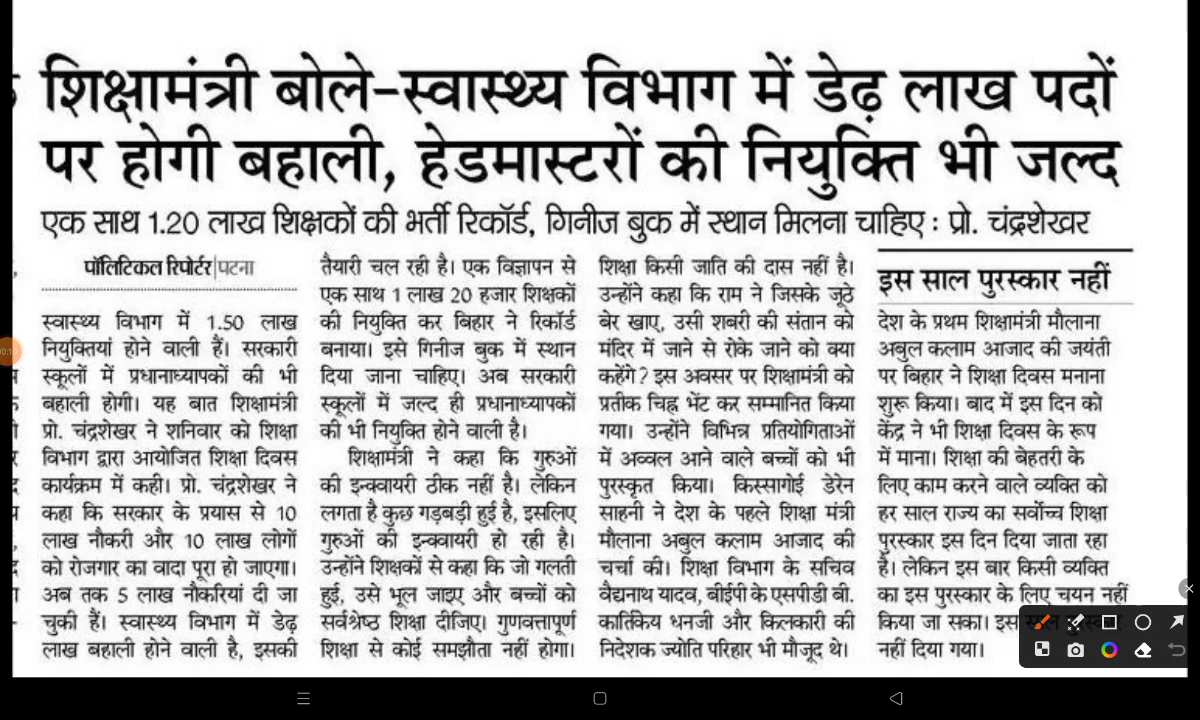 शिक्षामंत्री बोले-स्वास्थ्य विभाग में डेढ़ लाख पदों
पर होगी बहाली, हेडमास्टरों की नियुक्ति भी जल्द
एक साथ 1.20 लाख शिक्षकों की भर्ती रिकॉर्ड, गिनीज बुक में स्थान मिलना चाहिए : प्रो. चंद्रशेखर
पॉलिटिकल रिपोर्टर|पटना
स्वास्थ्य विभाग में 1.50 लाख
नियुक्तियां होने वाली हैं। सरकारी
स्कूलों में प्रधानाध्यापकों की भी
बहाली होगी। यह बात शिक्षामंत्री
प्रो. चंद्रशेखर ने शनिवार को शिक्षा
विभाग द्वारा आयोजित शिक्षा दिवस
कार्यक्रम में कही। प्रो. चंद्रशेखर ने
कहा कि सरकार के प्रयास से 10
लाख नौकरी और 10 लाख लोगों
को रोजगार का वादा पूरा हो जाएगा।
अब तक 5 लाख नौकरियां दी जा
चुकी हैं। स्वास्थ्य विभाग में डेढ़
लाख बहाली होने वाली है, इसकी
तैयारी चल रही है। एक विज्ञापन से
एक साथ 1 लाख 20 हजार शिक्षकों
की नियुक्ति कर बिहार ने रिकॉर्ड
बनाया। इसे गिनीज बुक में स्थान
दिया जाना चाहिए। अब सरकारी
स्कूलों में जल्द ही प्रधानाध्यापकों
की भी नियुक्ति होने वाली है।
शिक्षामंत्री ने कहा कि गुरुओं
की इन्क्वायरी ठीक नहीं है। लेकिन
लगता है कुछ गड़बड़ी हुई है, इसलिए
गुरुओं की इन्क्वायरी हो रही है।
उन्होंने शिक्षकों से कहा कि जो गलती
हुई, उसे भूल जाइए और बच्चों को
सर्वश्रेष्ठ शिक्षा दीजिए। गुणवत्तापूर्ण
शिक्षा से कोई समझौता नहीं होगा।
शिक्षा किसी जाति की दास नहीं है।
उन्होंने कहा कि राम ने जिसके जूठे
बेर खाए, उसी शबरी की संतान को
मंदिर में जाने से रोके जाने को क्या
कहेंगे? इस अवसर पर शिक्षामंत्री को
प्रतीक चिह्न भेंट कर सम्मानित किया
गया। उन्होंने विभिन्न प्रतियोगिताओं
में अव्वल आने वाले बच्चों को भी
पुरस्कृत किया। किस्सागोई डेरेन
साहनी ने देश के पहले शिक्षा मंत्री
मौलाना अबुल कलाम आजाद की
चर्चा की। शिक्षा विभाग के सचिव
वैद्यनाथ यादव, बीईपी के एसपीडी बी.
कार्तिकेय धनजी और किलकारी की
निदेशक ज्योति परिहार भी मौजूद थे।
इस साल पुरस्कार नहीं
देश के प्रथम शिक्षामंत्री मौलाना
अबुल कलाम आजाद की जयंती
पर बिहार ने शिक्षा दिवस मनाना
शुरू किया। बाद में इस दिन को
केंद्र ने भी शिक्षा दिवस के रूप
में माना। शिक्षा की बेहतरी के
लिए काम करने वाले व्यक्ति को
हर साल राज्य का सर्वोच्च शिक्षा
पुरस्कार इस दिन दिया जाता रहा
है। लेकिन इस बार किसी व्यक्ति
का इस पुरस्कार के लिए चयन नहीं
किया जा सका। इस
नहीं दिया गया।